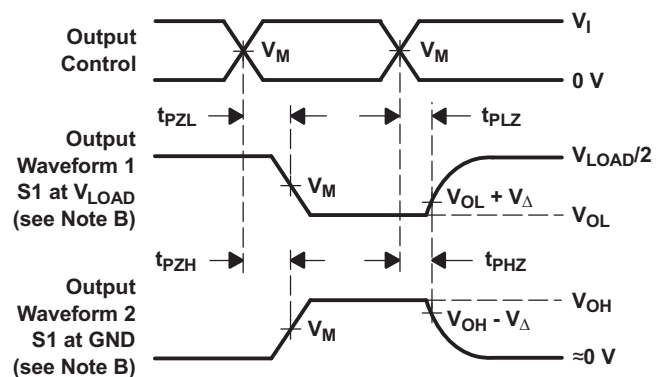 Output
Control
V_M
V_M
V_I
0 V
t_PZL
t_PLZ
Output
Waveform 1
S1 at V_LOAD
(see Note B)
V_M
V_LOAD/2
V_OL + V_Δ
V_OL
t_PZH
t_PHZ
Output
Waveform 2
S1 at GND
(see Note B)
V_M
V_OH
V_OH - V_Δ
≈0 V